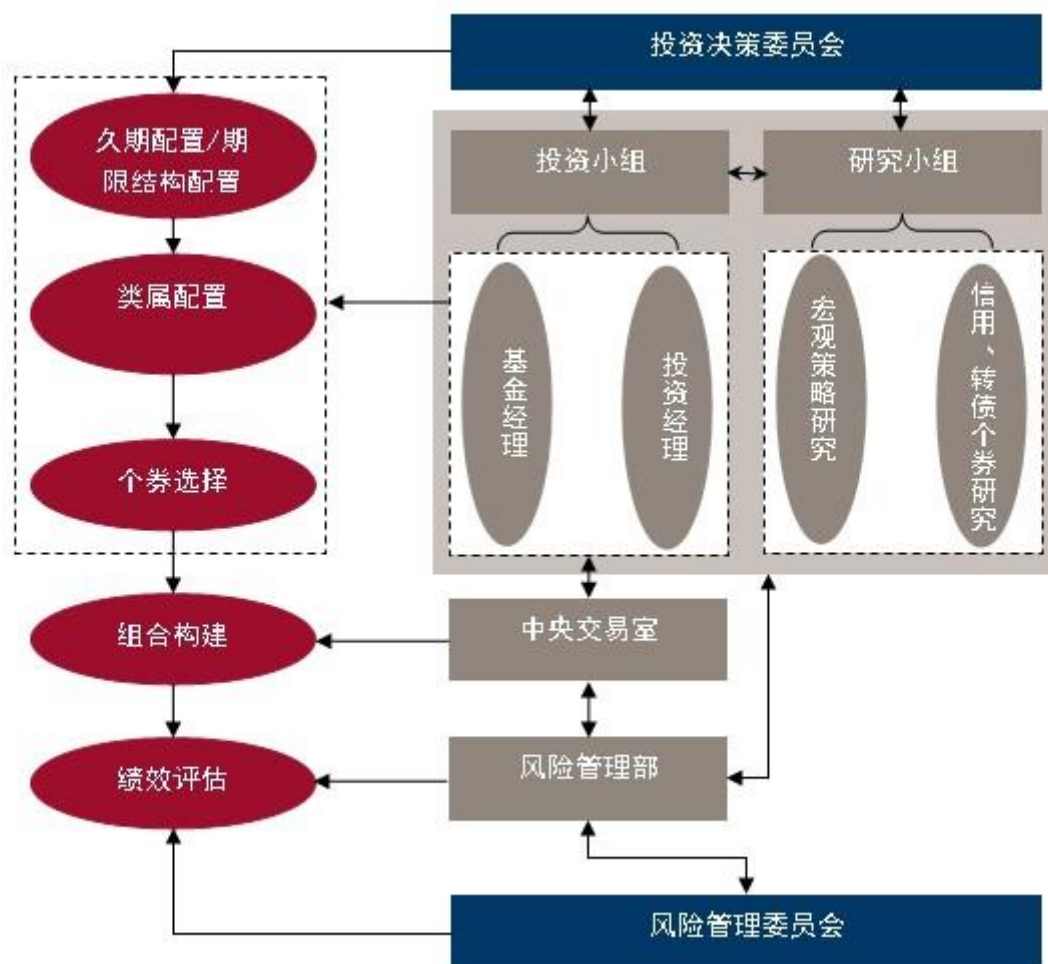 投资决策委员会
久期配置/期
限结构配置
投资小组
研究小组
类属配置
基金经理
投资经理
宏观策略研究
信用、转债个券研究
个券选择
组合构建
中央交易室
绩效评估
风险管理部
风险管理委员会